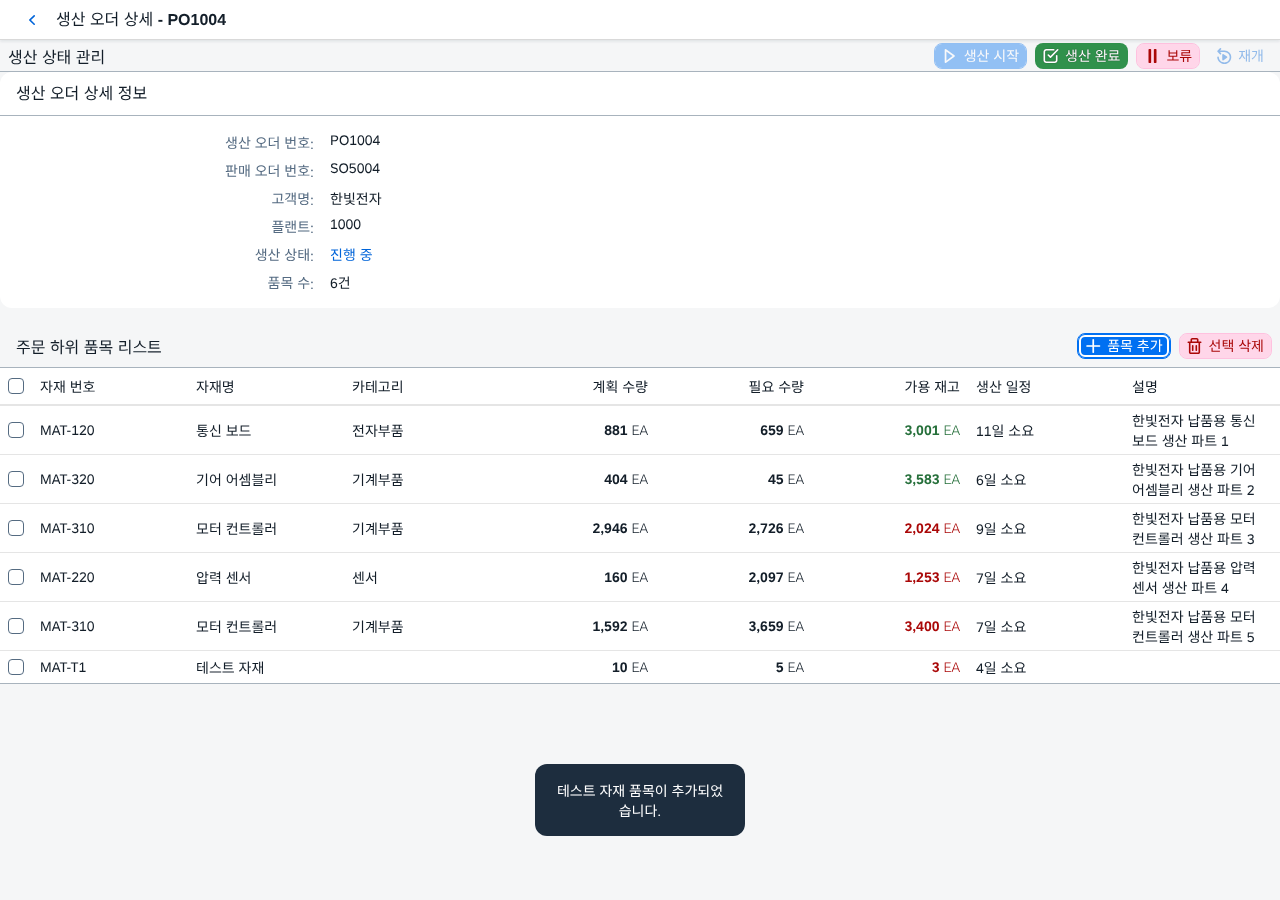 생산 오더 상세 - PO1004
생산 상태 관리
생산 시작
생산 완료
보류
재개
생산 오더 상세 정보
생산 오더 번호: PO1004
판매 오더 번호: SO5004
고객명: 한빛전자
플랜트: 1000
생산 상태: 진행 중
품목 수: 6건
주문 하위 품목 리스트
품목 추가
선택 삭제
자재 번호 자재명 카테고리 계획 수량 필요 수량 가용 재고 생산 일정 설명
MAT-120 통신 보드 전자부품 881 EA 659 EA 3,001 EA 11일 소요 한빛전자 납품용 통신
보드 생산 파트 1
MAT-320 기어 어셈블리 기계부품 404 EA 45 EA 3,583 EA 6일 소요 한빛전자 납품용 기어
어셈블리 생산 파트 2
MAT-310 모터 컨트롤러 기계부품 2,946 EA 2,726 EA 2,024 EA 9일 소요 한빛전자 납품용 모터
컨트롤러 생산 파트 3
MAT-220 압력 센서 센서 160 EA 2,097 EA 1,253 EA 7일 소요 한빛전자 납품용 압력
센서 생산 파트 4
MAT-310 모터 컨트롤러 기계부품 1,592 EA 3,659 EA 3,400 EA 7일 소요 한빛전자 납품용 모터
컨트롤러 생산 파트 5
MAT-T1 테스트 자재 10 EA 5 EA 3 EA 4일 소요
테스트 자재 품목이 추가되었
습니다.